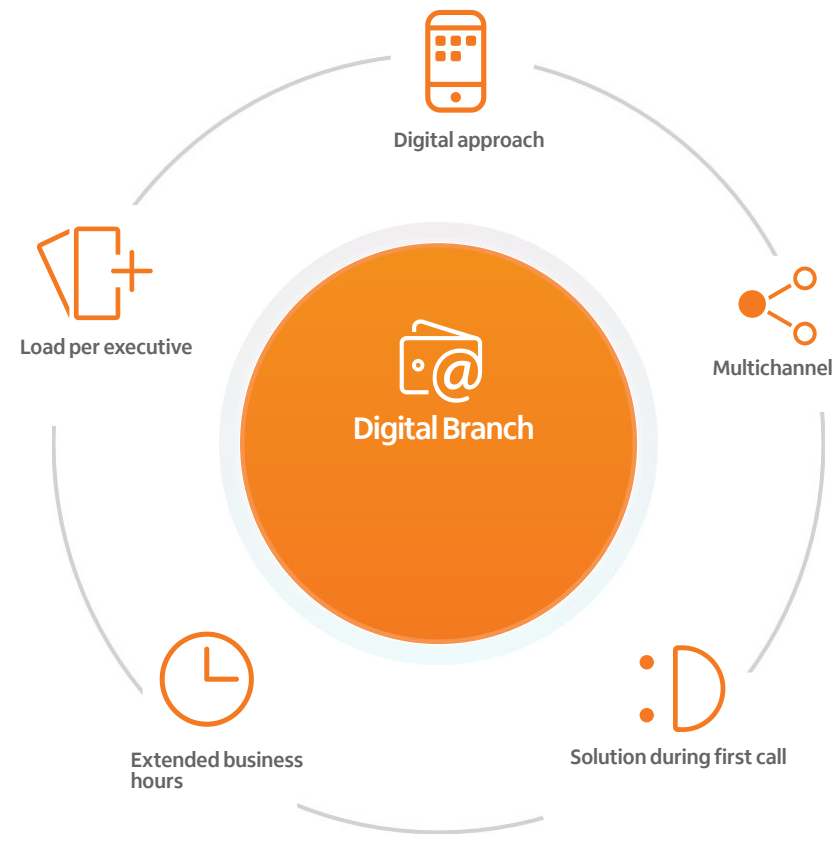 Digital approach
Load per executive
Multichannel
@
Digital Branch
Extended business
hours
Solution during first call